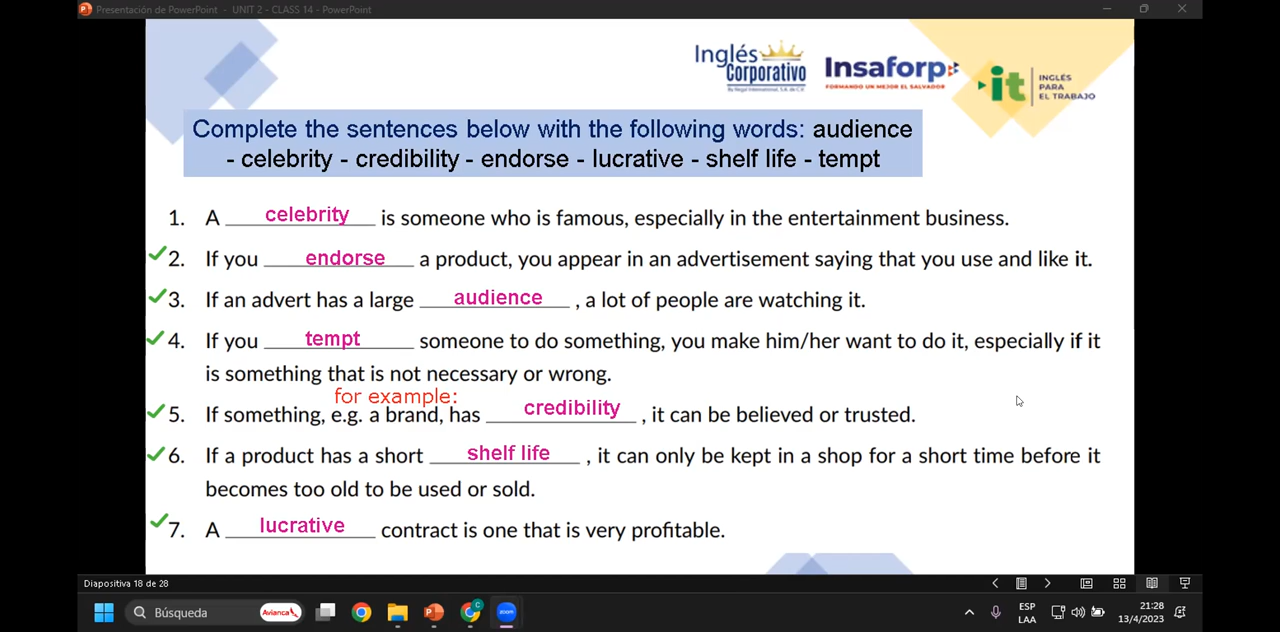 Presentación de PowerPoint - UNIT 2 - CLASS 14 - PowerPoint
Inglés
Corporativo
Insaforp
FORMANDO UN MEJOR EL SALVADOR
it
INGLÉS
PARA
EL TRABAJO
Complete the sentences below with the following words: audience
- celebrity - credibility - endorse - lucrative - shelf life - tempt
1. A celebrity is someone who is famous, especially in the entertainment business.
2. If you endorse a product, you appear in an advertisement saying that you use and like it.
3. If an advert has a large audience , a lot of people are watching it.
4. If you tempt someone to do something, you make him/her want to do it, especially if it
is something that is not necessary or wrong.
for example:
5. If something, e.g. a brand, has credibility , it can be believed or trusted.
6. If a product has a short shelf life , it can only be kept in a shop for a short time before it
becomes too old to be used or sold.
7. A lucrative contract is one that is very profitable.
Diapositiva 18 de 28
Búsqueda
Avianca
zoom
ESP
LAA
21:28
13/4/2023